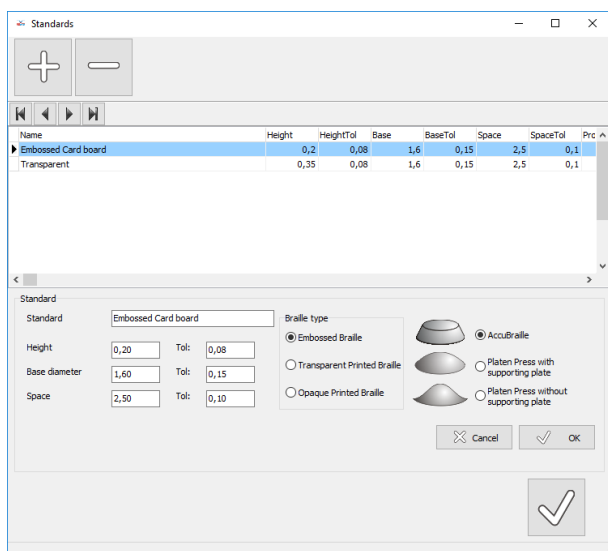 Standards
Name Height HeightTol Base BaseTol Space SpaceTol Pro
Embossed Card board 0,2 0,08 1,6 0,15 2,5 0,1
Transparent 0,35 0,08 1,6 0,15 2,5 0,1
Standard
Standard Embossed Card board
Height 0,20 Tol: 0,08
Base diameter 1,60 Tol: 0,15
Space 2,50 Tol: 0,10
Braille type
Embossed Braille
Transparent Printed Braille
Opaque Printed Braille
AccuBraille
Platen Press with
supporting plate
Platen Press without
supporting plate
Cancel OK